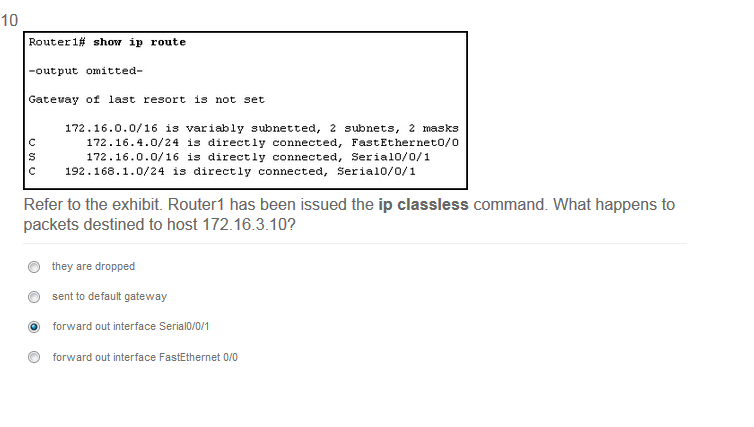 10
Router1# show ip route
-output omitted-
Gateway of last resort is not set
172.16.0.0/16 is variably subnetted, 2 subnets, 2 masks
C 172.16.4.0/24 is directly connected, FastEthernet0/0
S 172.16.0.0/16 is directly connected, Serial0/0/1
C 192.168.1.0/24 is directly connected, Serial0/0/1
Refer to the exhibit. Router1 has been issued the ip classless command. What happens to
packets destined to host 172.16.3.10?
they are dropped
sent to default gateway
forward out interface Serial0/0/1
forward out interface FastEthernet 0/0